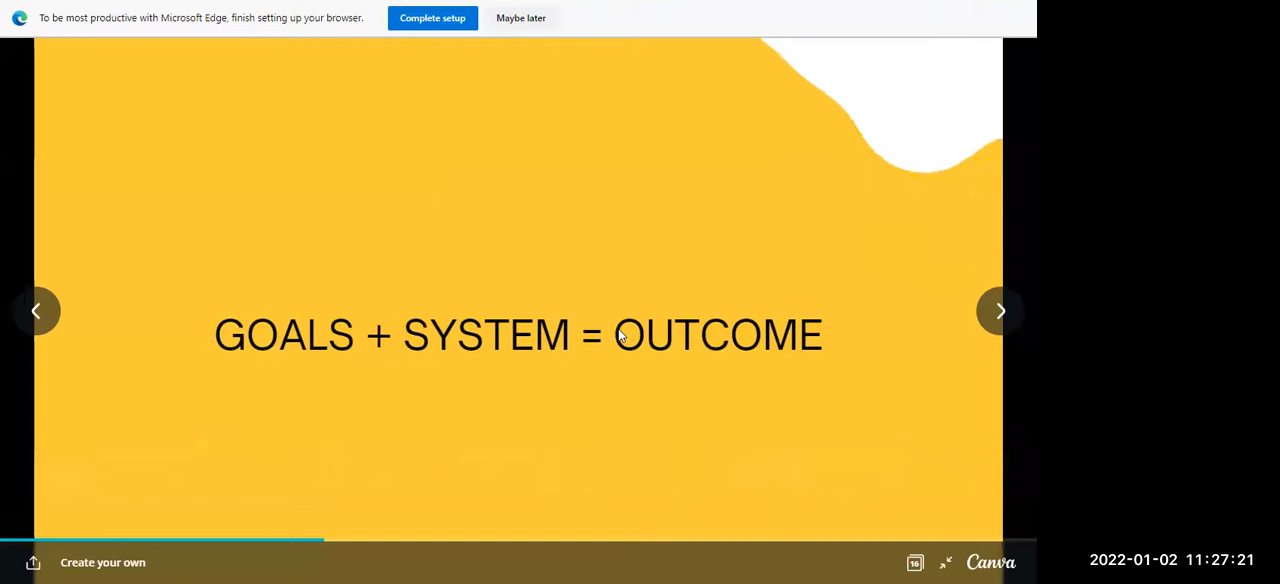 To be most productive with Microsoft Edge, finish setting up your browser. Complete setup Maybe later
GOALS + SYSTEM = OUTCOME
Create your own 16 Canva
2022-01-02 11:27:21